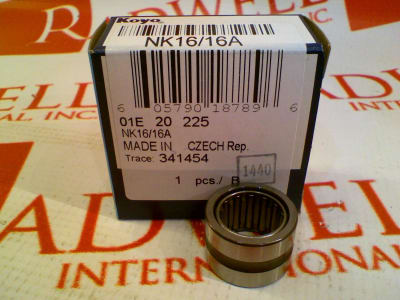 Koyo
NK16/16A
6 05790 18789 6
01E 20 225
NK16/16A
MADE IN CZECH Rep.
Trace: 341454
1440
1 pcs./ B
RADWELL
INTERNATIONAL